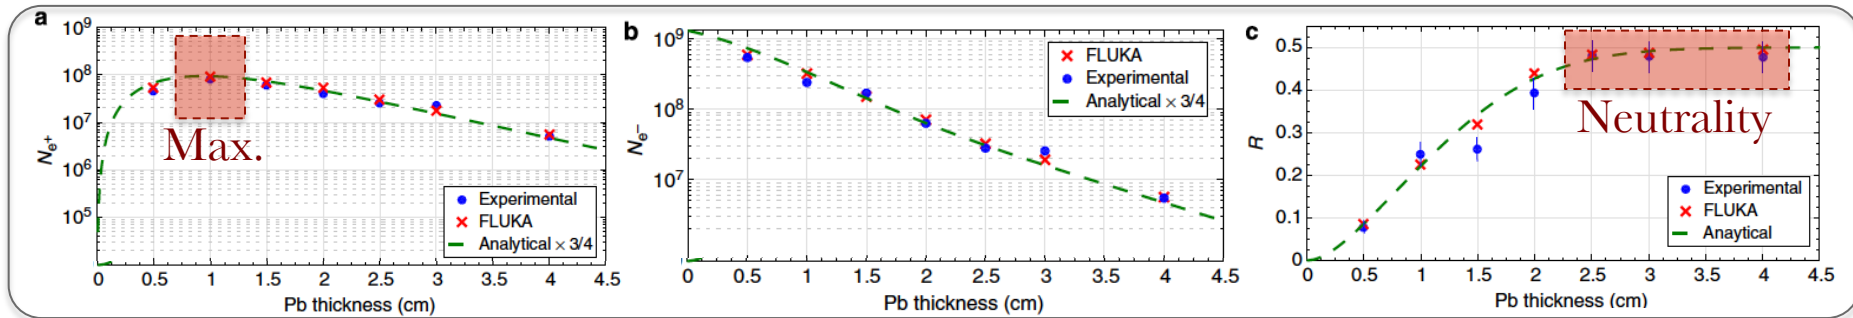 a
10⁹
10⁸
10⁷
10⁶
10⁵
Nₑ⁺
Max.
Experimental
FLUKA
Analytical × 3/4
0 0.5 1 1.5 2 2.5 3 3.5 4 4.5
Pb thickness (cm)
b
10⁹
10⁸
10⁷
Nₑ⁻
FLUKA
Experimental
Analytical × 3/4
0 0.5 1 1.5 2 2.5 3 3.5 4 4.5
Pb thickness (cm)
c
0.5
0.4
0.3
0.2
0.1
0
R
Neutrality
Experimental
FLUKA
Anaytical
0.5 1 1.5 2 2.5 3 3.5 4 4.5
Pb thickness (cm)